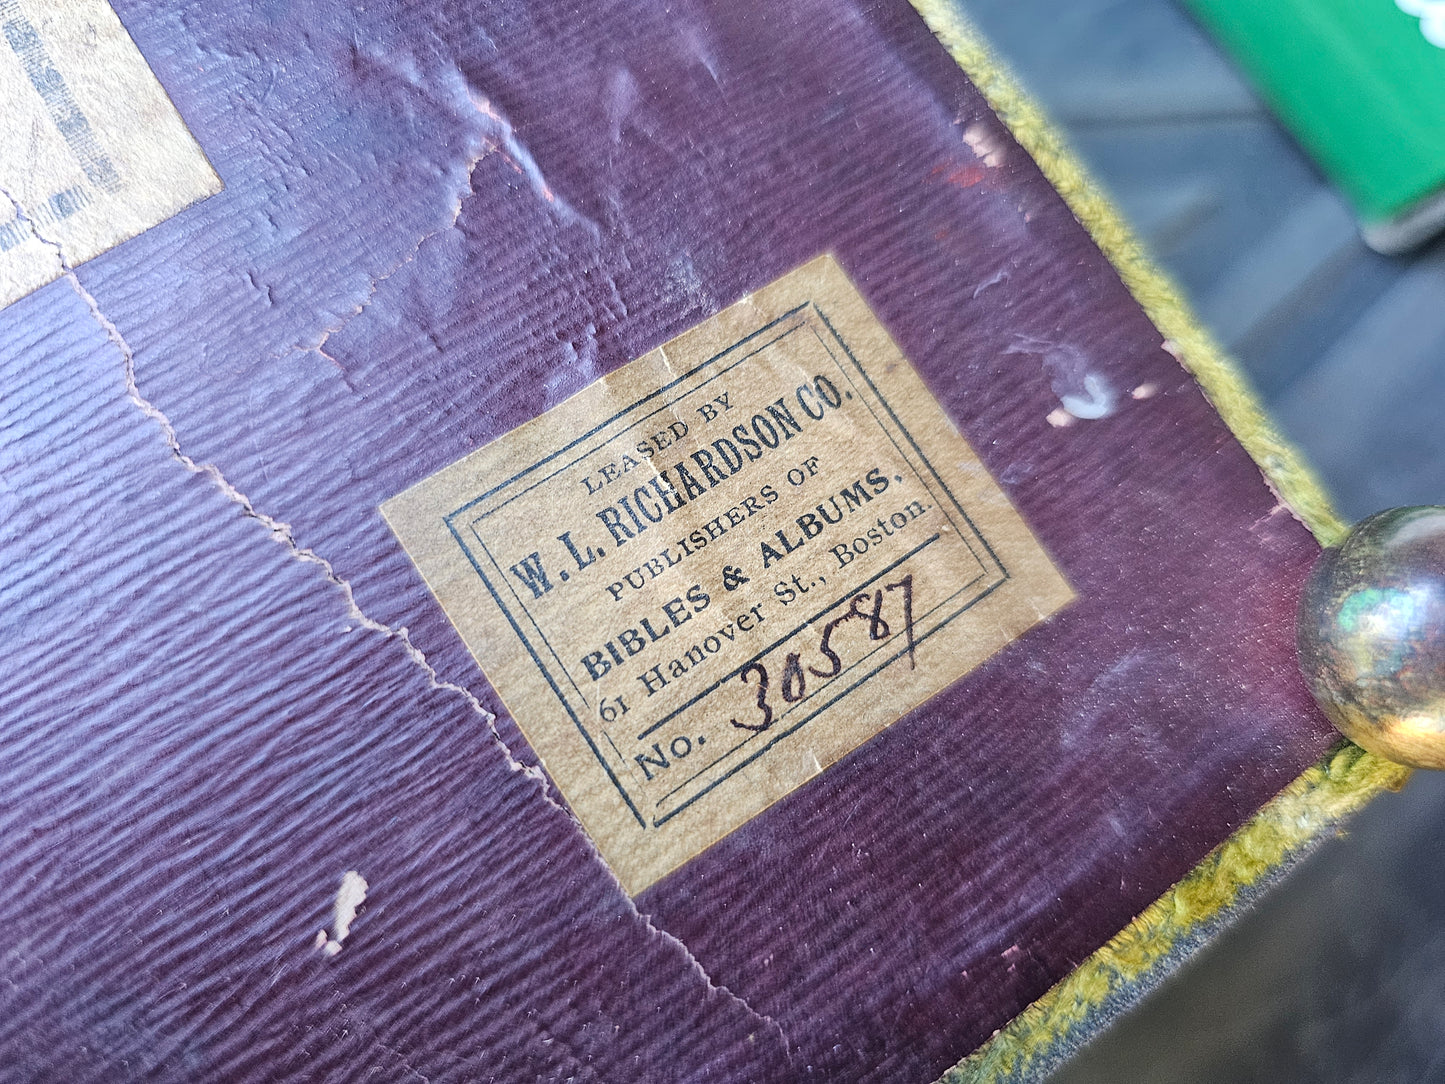 LEASED BY
W. L. RICHARDSON CO.
PUBLISHERS OF
BIBLES & ALBUMS,
61 Hanover St., Boston.
No. 30587